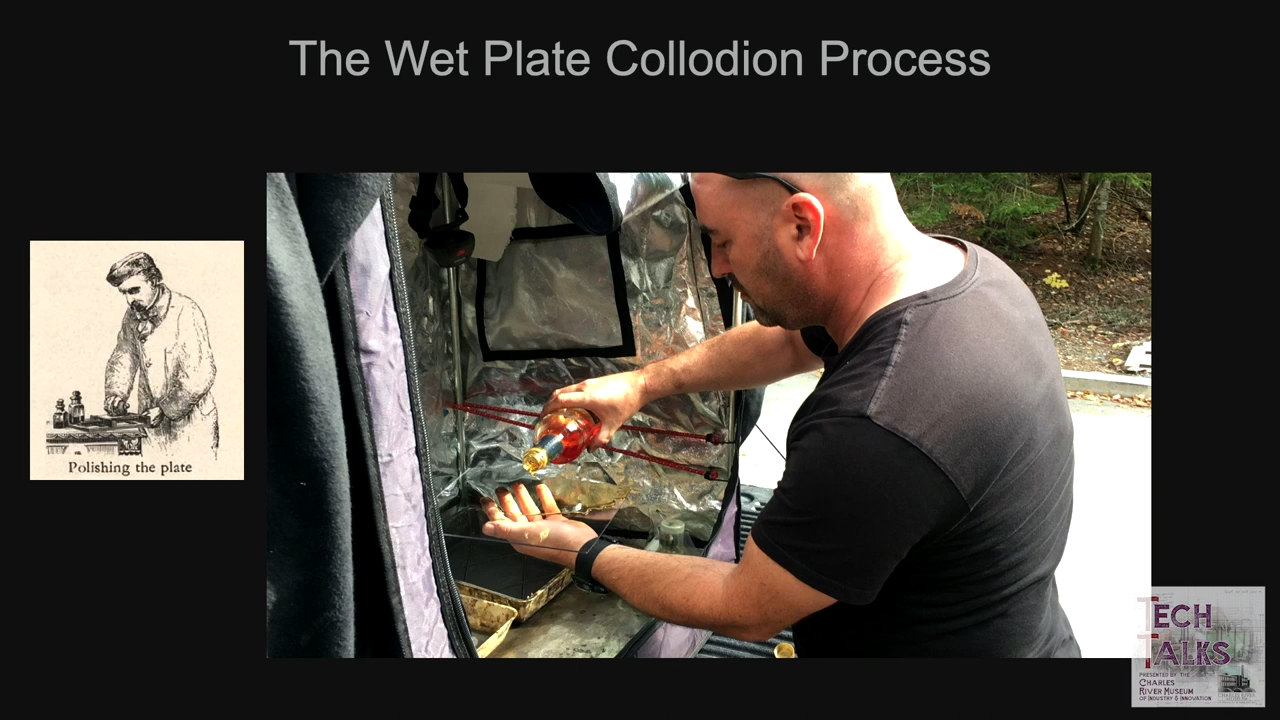 The Wet Plate Collodion Process
Polishing the plate
TECH
TALKS
PRESENTED BY THE
CHARLES
RIVER MUSEUM
OF INDUSTRY & INNOVATION